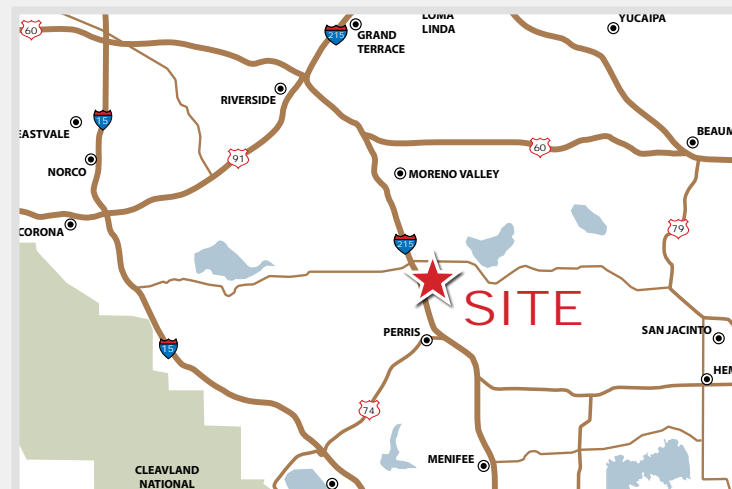 LOMA
LINDA
YUCAIPA
60
215
GRAND
TERRACE
RIVERSIDE
15
EASTVALE
91
60
BEAUM
NORCO
MORENO VALLEY
CORONA
79
215
SITE
PERRIS
SAN JACINTO
15
HEM
74
MENIFEE
CLEAVLAND
NATIONAL